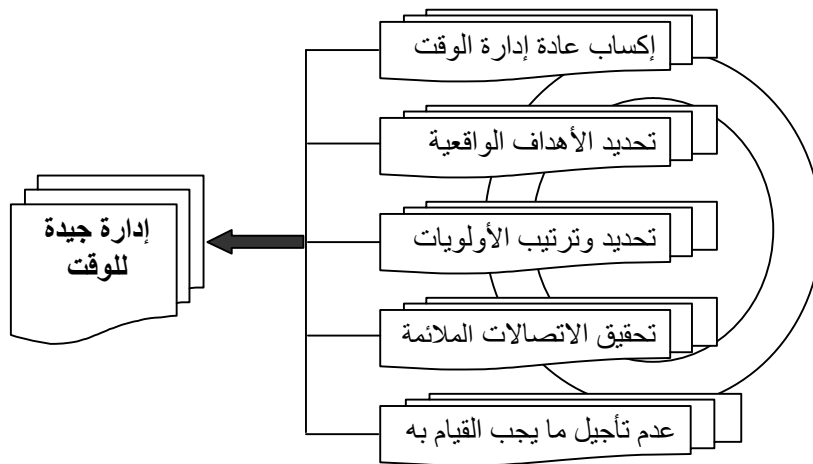 إكساب عادة إدارة الوقت
تحديد الأهداف الواقعية
تحديد وترتيب الأولويات
تحقيق الاتصالات الملائمة
عدم تأجيل ما يجب القيام به
إدارة جيدة
للوقت